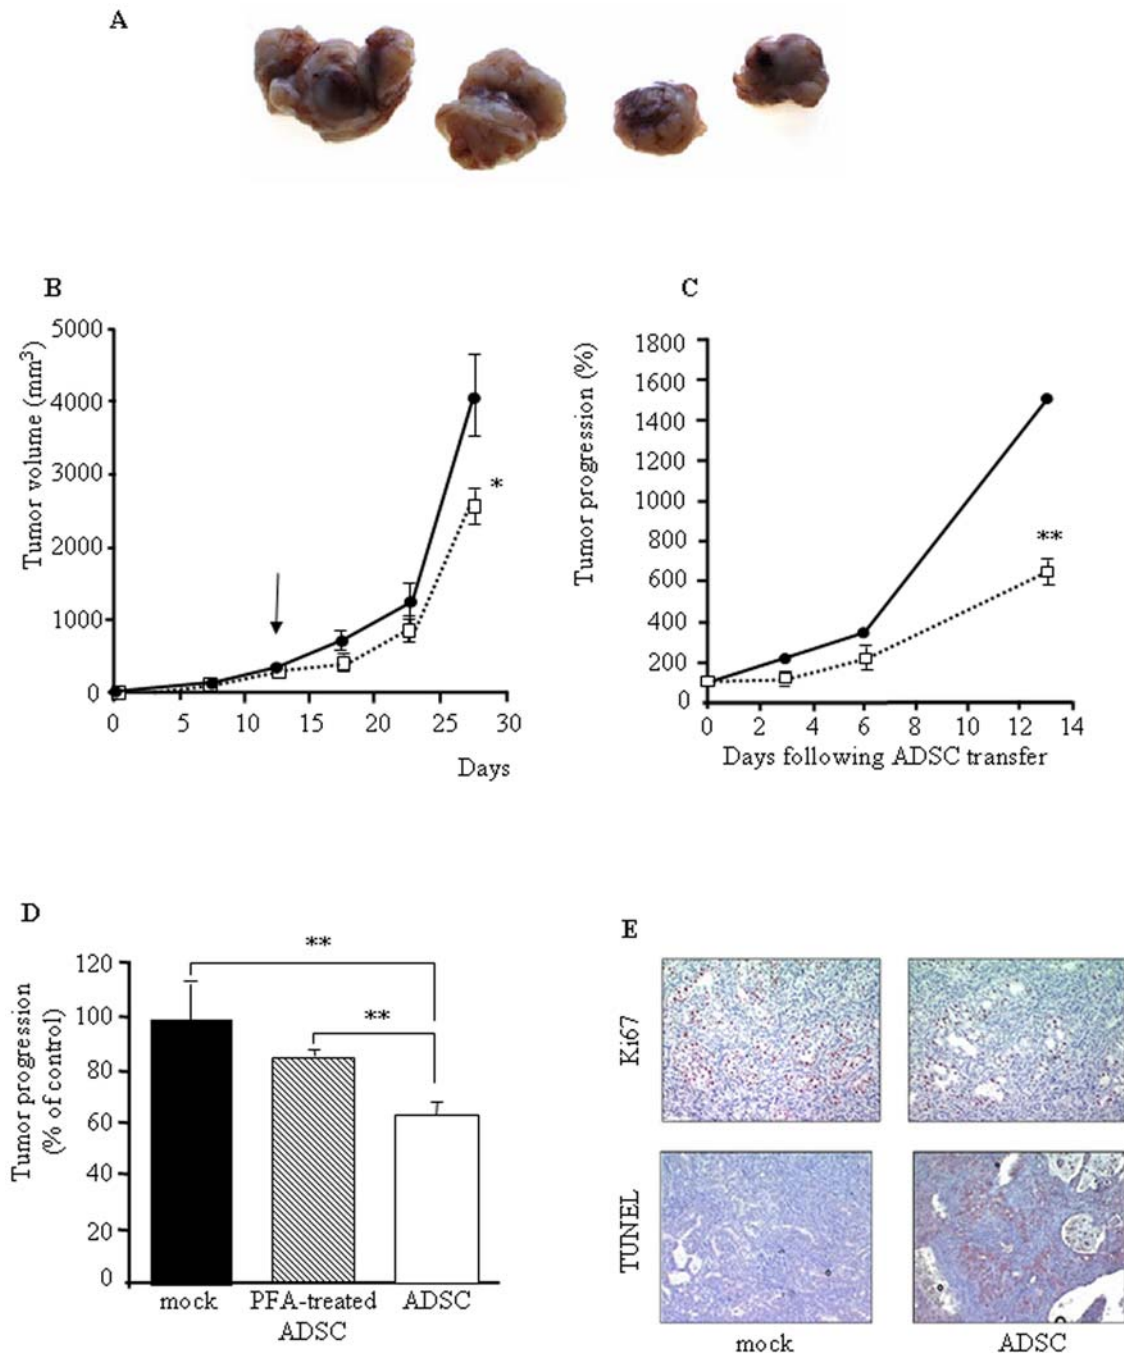 A
B
Tumor volume (mm3)
5000
4000
3000
2000
1000
0
*
0
5
10
15
20
25
30
Days
C
Tumor progression (%)
1800
1600
1400
1200
1000
800
600
400
200
0
**
0
2
4
6
8
10
12
14
Days following ADSC transfer
D
Tumor progression
(% of control)
120
100
80
60
40
20
0
**
**
mock
PFA-treated
ADSC
ADSC
E
Ki67
TUNEL
mock
ADSC